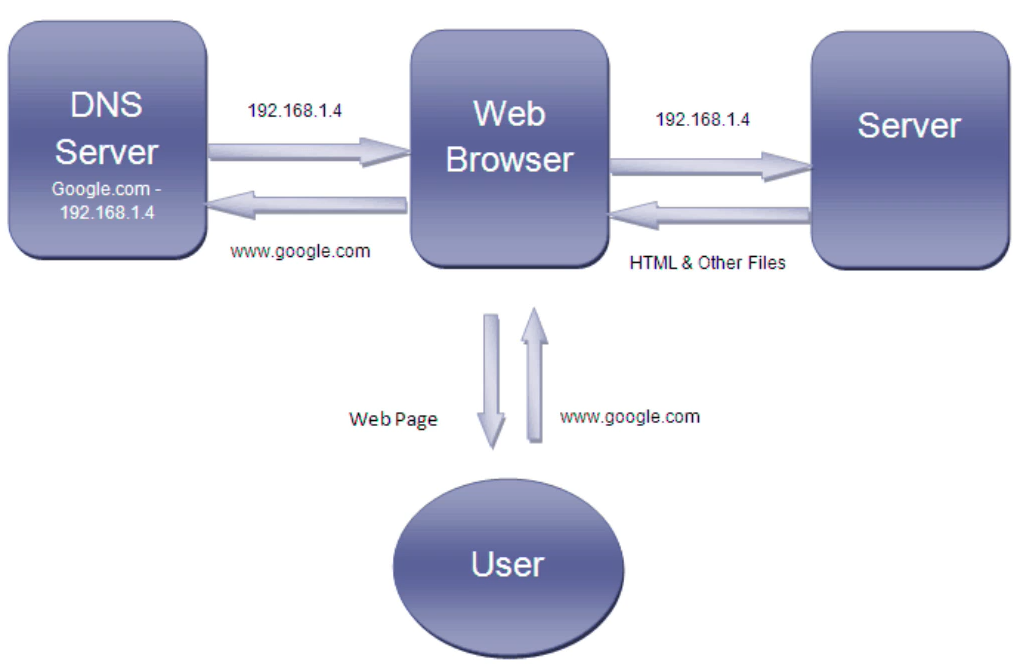 DNS
Server
Google.com -
192.168.1.4
192.168.1.4
www.google.com
Web
Browser
192.168.1.4
HTML & Other Files
Server
Web Page
www.google.com
User